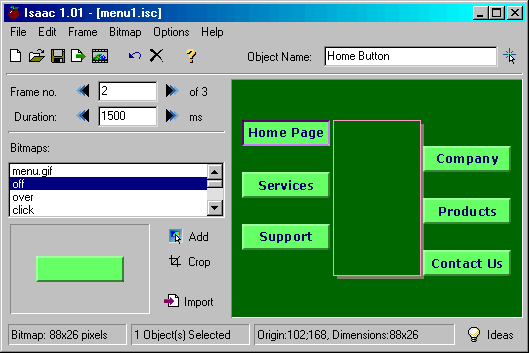 Isaac 1.01 - [menu1.isc]
File Edit Frame Bitmap Options Help
Object Name: Home Button
Frame no. 2 of 3
Duration: 1500 ms
Bitmaps:
menu.gif
off
over
click
Add
Crop
Import
Home Page
Services
Support
Company
Products
Contact Us
Bitmap: 88x26 pixels 1 Object(s) Selected Origin:102;168, Dimensions:88x26 Ideas